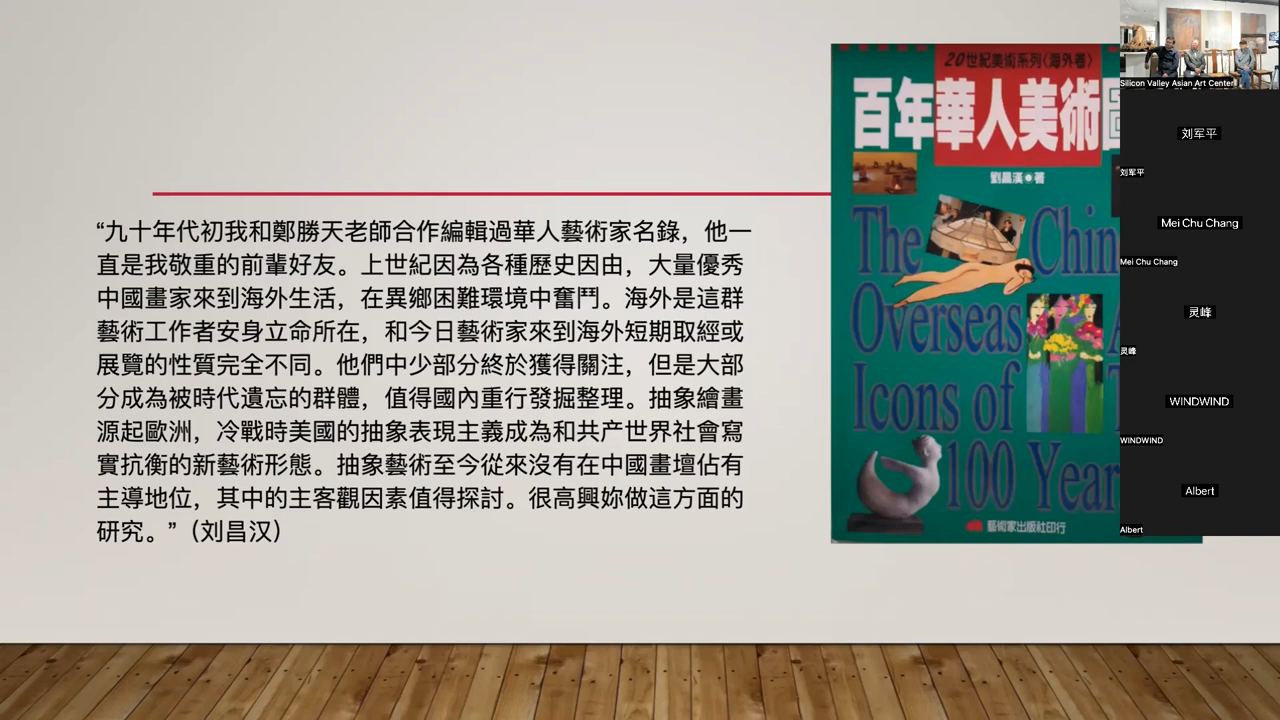 “九十年代初我和鄭勝天老師合作編輯過華人藝術家名錄，他一
直是我敬重的前輩好友。上世紀因為各種歷史因由，大量優秀
中國畫家來到海外生活，在異鄉困難環境中奮鬥。海外是這群
藝術工作者安身立命所在，和今日藝術家來到海外短期取經或
展覽的性質完全不同。他們中少部分終於獲得關注，但是大部
分成為被時代遺忘的群體，值得國內重行發掘整理。抽象繪畫
源起歐洲，冷戰時美國的抽象表現主義成為和共产世界社會寫
實抗衡的新藝術形態。抽象藝術至今從來沒有在中國畫壇佔有
主導地位，其中的主客觀因素值得探討。很高興妳做這方面的
研究。”（刘昌汉）
20世紀美術系列〈海外卷〉
百年華人美術圖
劉昌漢◉著
The Chin
Overseas A
Icons of T
100 Year
藝術家出版社印行
Silicon Valley Asian Art Center
刘军平
刘军平
Mei Chu Chang
Mei Chu Chang
灵峰
灵峰
WINDWIND
WINDWIND
Albert
Albert